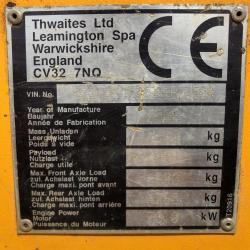 Thwaites Ltd
Leamington Spa
Warwickshire
England
CV32 7NQ
CE
VIN. No.
Year of Manufacture
Baujahr
Année de Fabrication
Mass Unladen
Leergewicht
Poids à vide
kg
Payload
Nutzlast
Charge utile
kg
Max. Front Axle Load
zul. Achslast vorne
Charge maxi. pont avant
kg
Max. Rear Axle Load
zul. Achslast hinten
Charge maxi. pont arrière
kg
Engine Power
Motor
Puissance du Moteur
kW